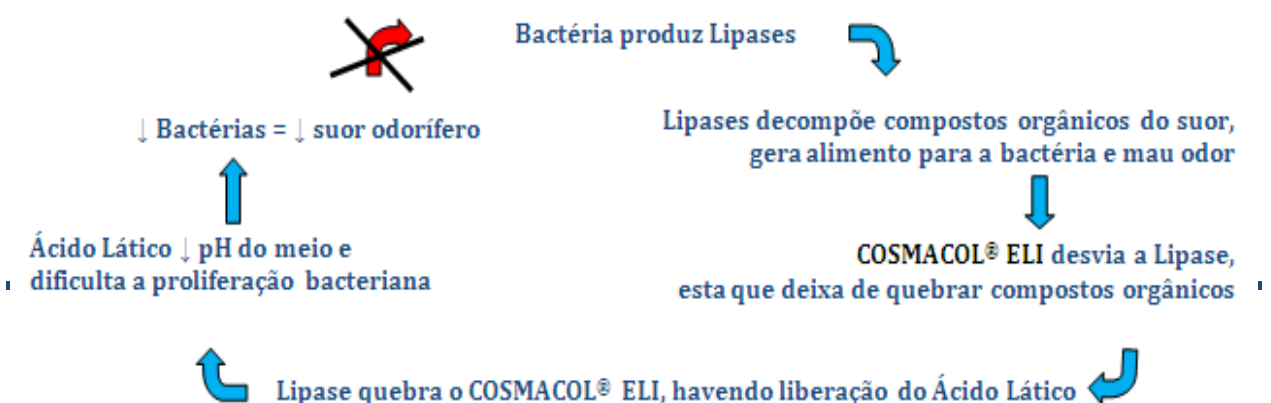 Bactéria produz Lipases
Lipases decompõe compostos orgânicos do suor,
gera alimento para a bactéria e mau odor
COSMACOL® ELI desvia a Lipase,
esta que deixa de quebrar compostos orgânicos
Lipase quebra o COSMACOL® ELI, havendo liberação do Ácido Lático
Ácido Lático ↓ pH do meio e
dificulta a proliferação bacteriana
↓ Bactérias = ↓ suor odorífero